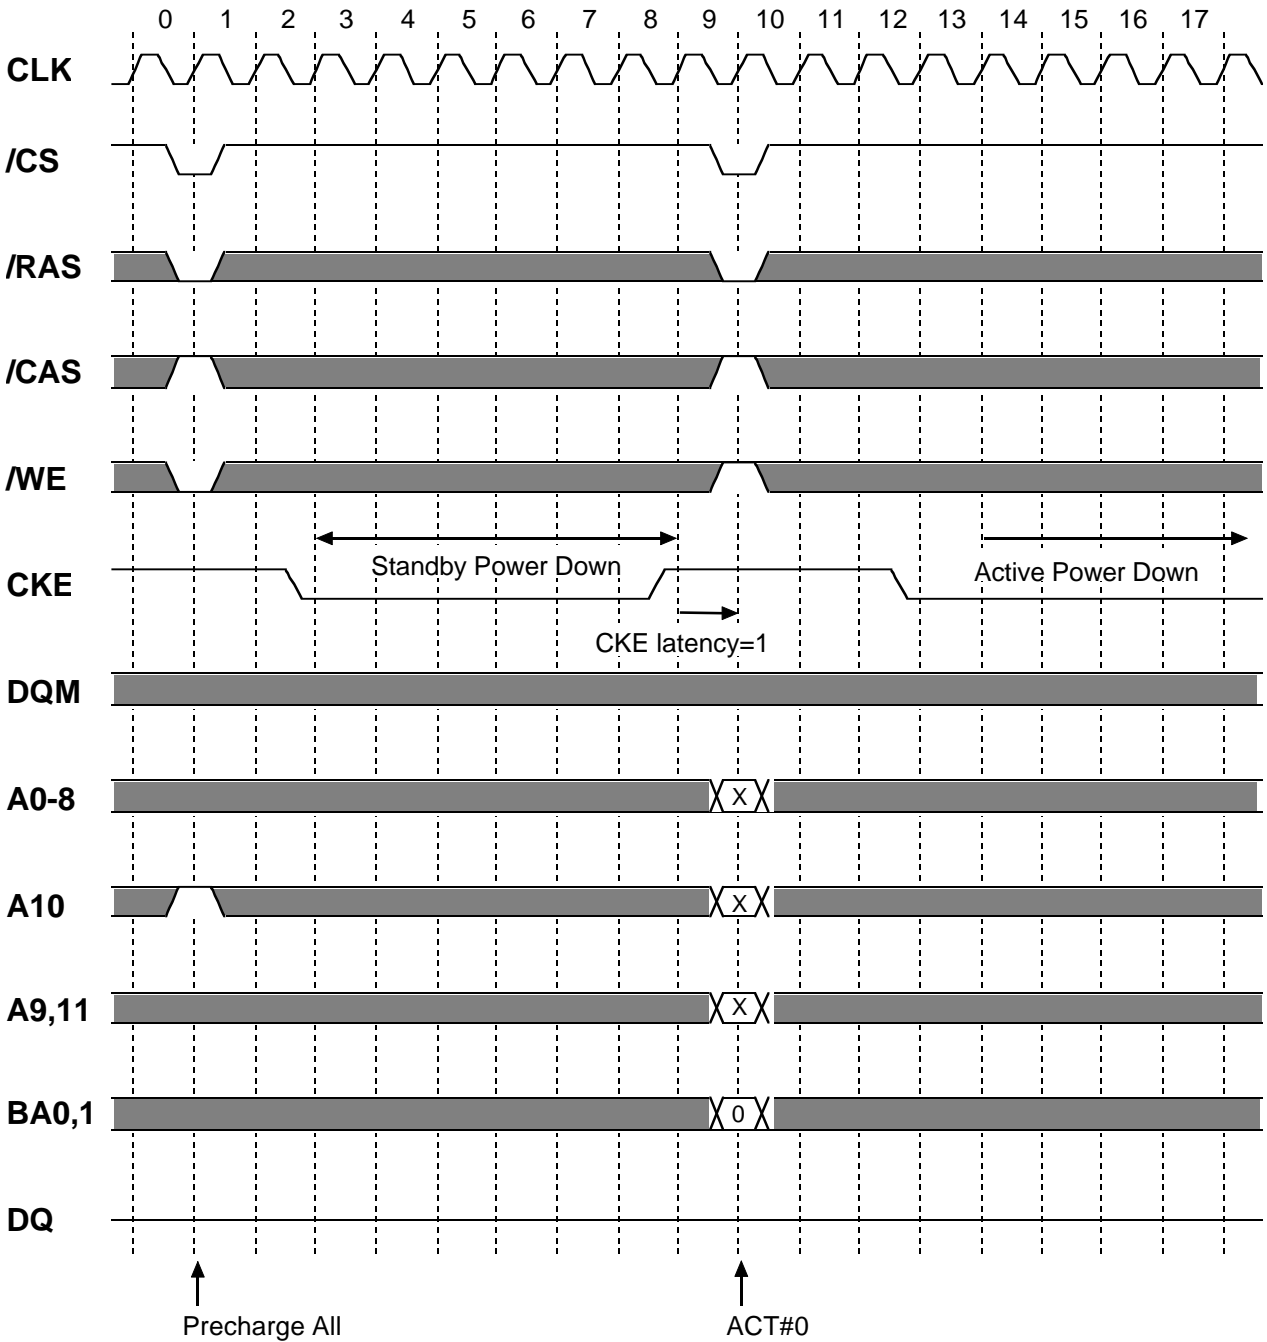 0 1 2 3 4 5 6 7 8 9 10 11 12 13 14 15 16 17
CLK
/CS
/RAS
/CAS
/WE
Standby Power Down
Active Power Down
CKE
CKE latency=1
DQM
A0-8 X
A10 X
A9,11 X
BA0,1 0
DQ
Precharge All ACT#0